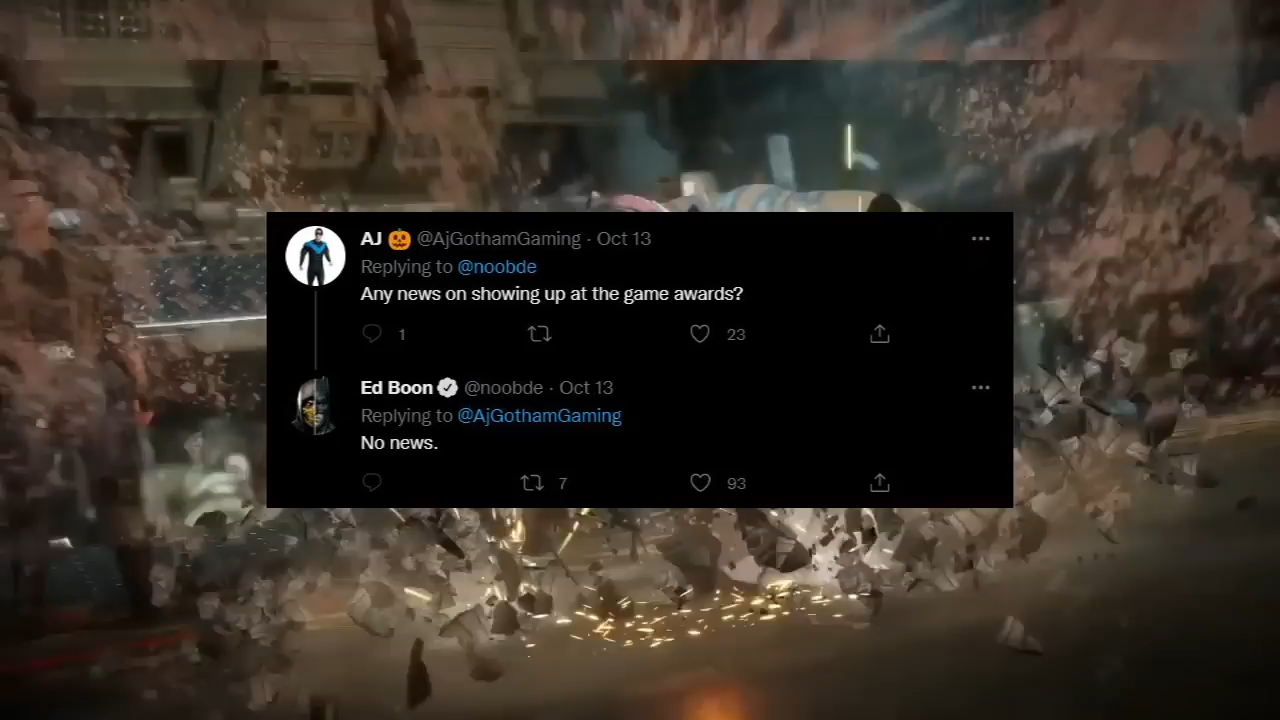 AJ 🎃 @AjGothamGaming · Oct 13
Replying to @noobde
Any news on showing up at the game awards?
1 23
Ed Boon @noobde · Oct 13
Replying to @AjGothamGaming
No news.
7 93